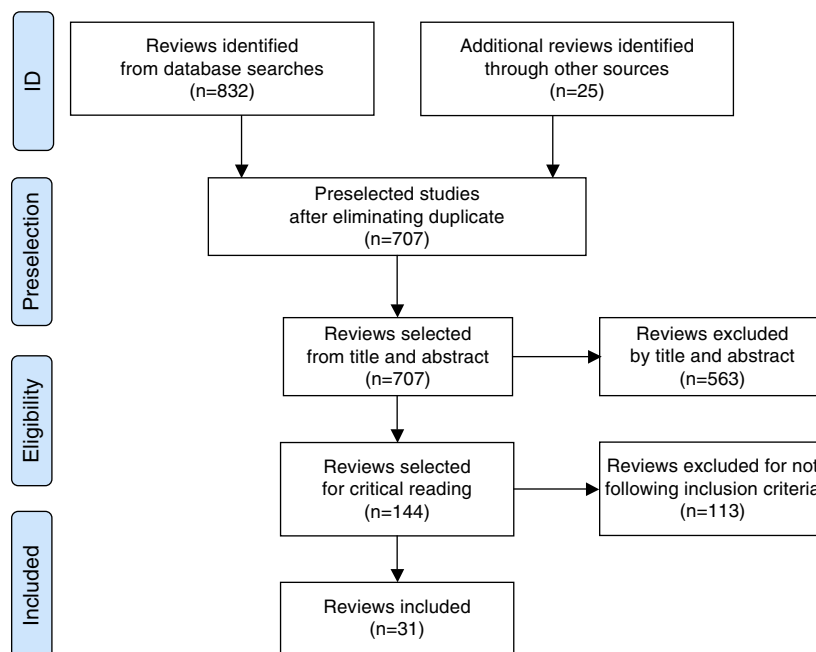 ID
Reviews identified
from database searches
(n=832)
Additional reviews identified
through other sources
(n=25)
Preselection
Preselected studies
after eliminating duplicate
(n=707)
Reviews selected
from title and abstract
(n=707)
Reviews excluded
by title and abstract
(n=563)
Eligibility
Reviews selected
for critical reading
(n=144)
Reviews excluded for not
following inclusion criteria
(n=113)
Included
Reviews included
(n=31)